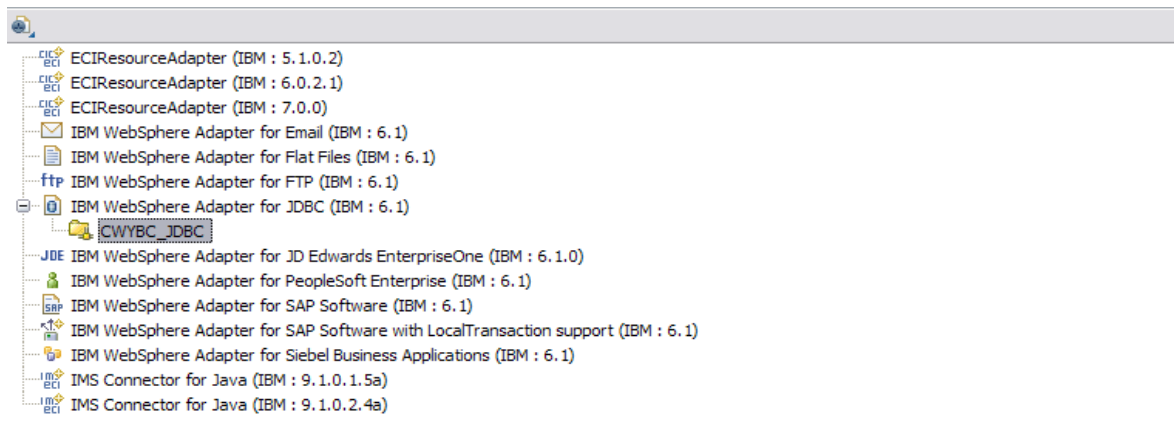 ECIResourceAdapter (IBM : 5.1.0.2)
ECIResourceAdapter (IBM : 6.0.2.1)
ECIResourceAdapter (IBM : 7.0.0)
IBM WebSphere Adapter for Email (IBM : 6.1)
IBM WebSphere Adapter for Flat Files (IBM : 6.1)
ftp IBM WebSphere Adapter for FTP (IBM : 6.1)
IBM WebSphere Adapter for JDBC (IBM : 6.1)
CWYBC_JDBC
JDE IBM WebSphere Adapter for JD Edwards EnterpriseOne (IBM : 6.1.0)
IBM WebSphere Adapter for PeopleSoft Enterprise (IBM : 6.1)
SAP IBM WebSphere Adapter for SAP Software (IBM : 6.1)
IBM WebSphere Adapter for SAP Software with LocalTransaction support (IBM : 6.1)
IBM WebSphere Adapter for Siebel Business Applications (IBM : 6.1)
IMS Connector for Java (IBM : 9.1.0.1.5a)
IMS Connector for Java (IBM : 9.1.0.2.4a)